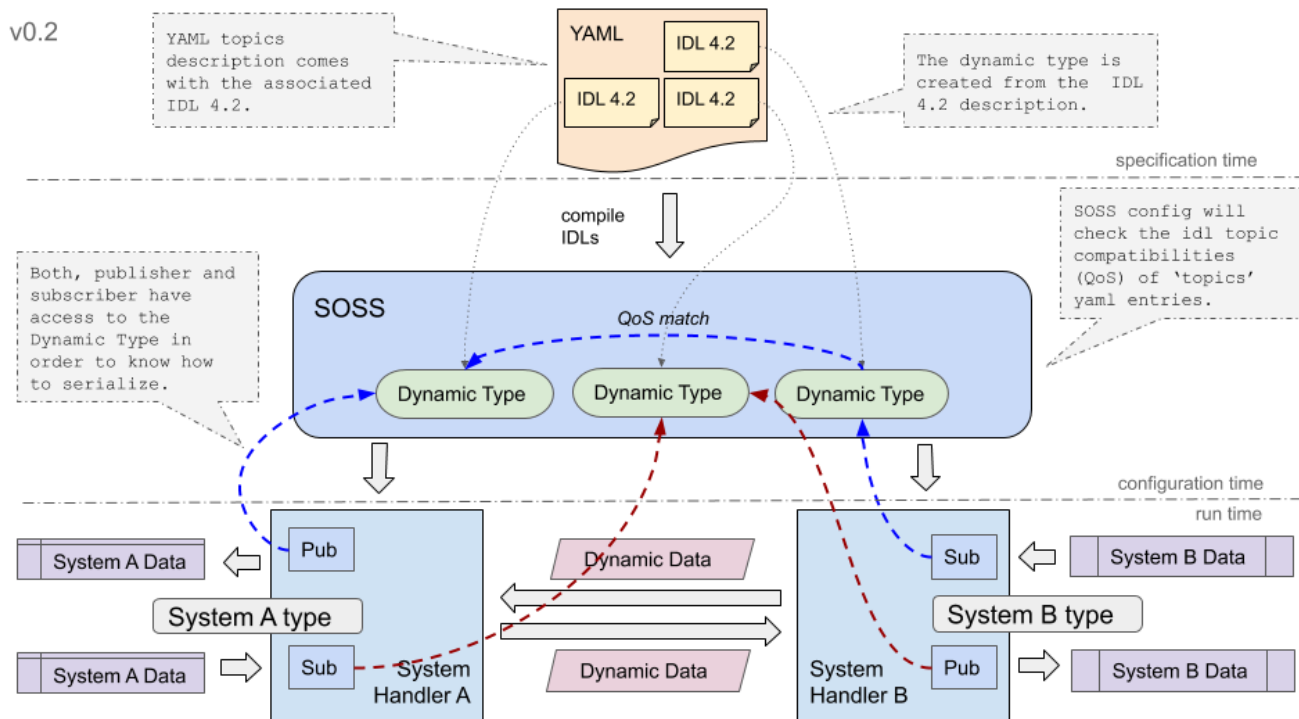 v0.2
YAML topics
description comes
with the associated
IDL 4.2.
YAML
IDL 4.2
IDL 4.2
IDL 4.2
The dynamic type is
created from the IDL
4.2 description.
specification time
compile
IDLs
SOSS config will
check the idl topic
compatibilities
(QoS) of ‘topics’
yaml entries.
Both, publisher and
subscriber have
access to the
Dynamic Type in
order to know how
to serialize.
SOSS
QoS match
Dynamic Type
Dynamic Type
Dynamic Type
configuration time
run time
System A Data
Pub
Dynamic Data
Sub
System B Data
System A type
System B type
System A Data
Sub
System
Handler A
Dynamic Data
System
Handler B
Pub
System B Data